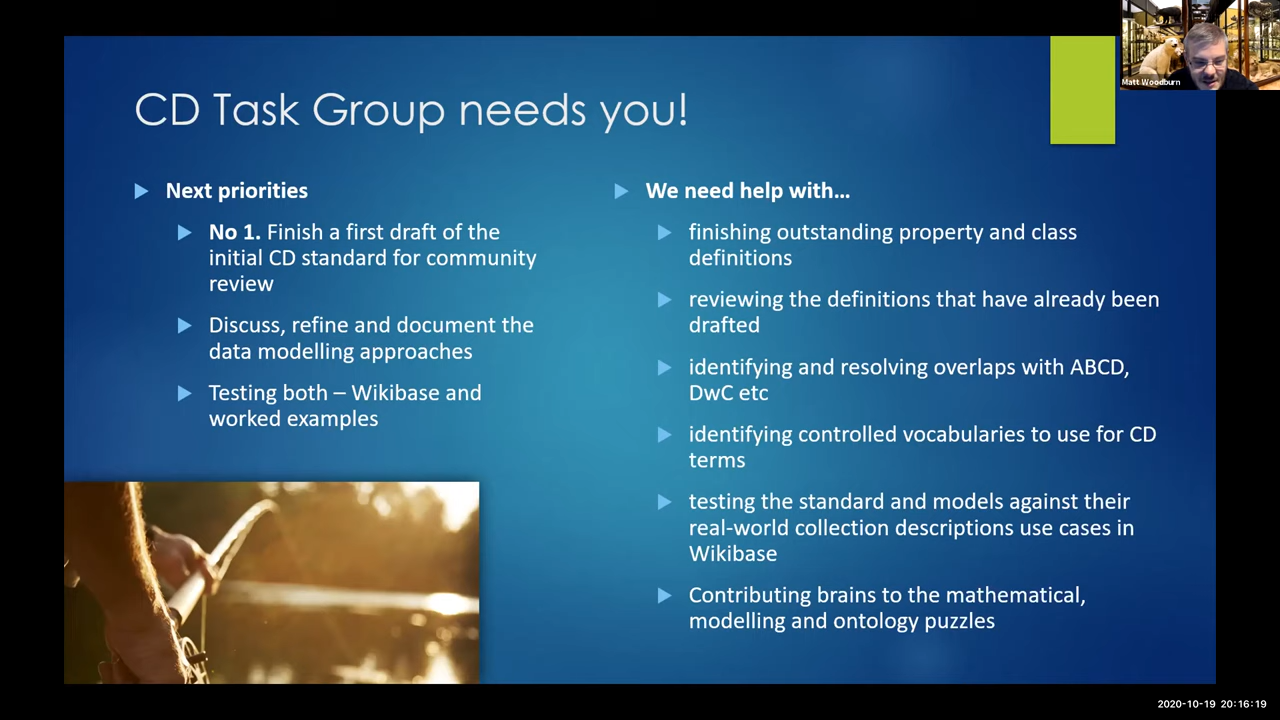 CD Task Group needs you!
Next priorities
No 1. Finish a first draft of the
initial CD standard for community
review
Discuss, refine and document the
data modelling approaches
Testing both – Wikibase and
worked examples
We need help with…
finishing outstanding property and class
definitions
reviewing the definitions that have already been
drafted
identifying and resolving overlaps with ABCD,
DwC etc
identifying controlled vocabularies to use for CD
terms
testing the standard and models against their
real-world collection descriptions use cases in
Wikibase
Contributing brains to the mathematical,
modelling and ontology puzzles
Matt Woodburn
2020-10-19 20:16:19